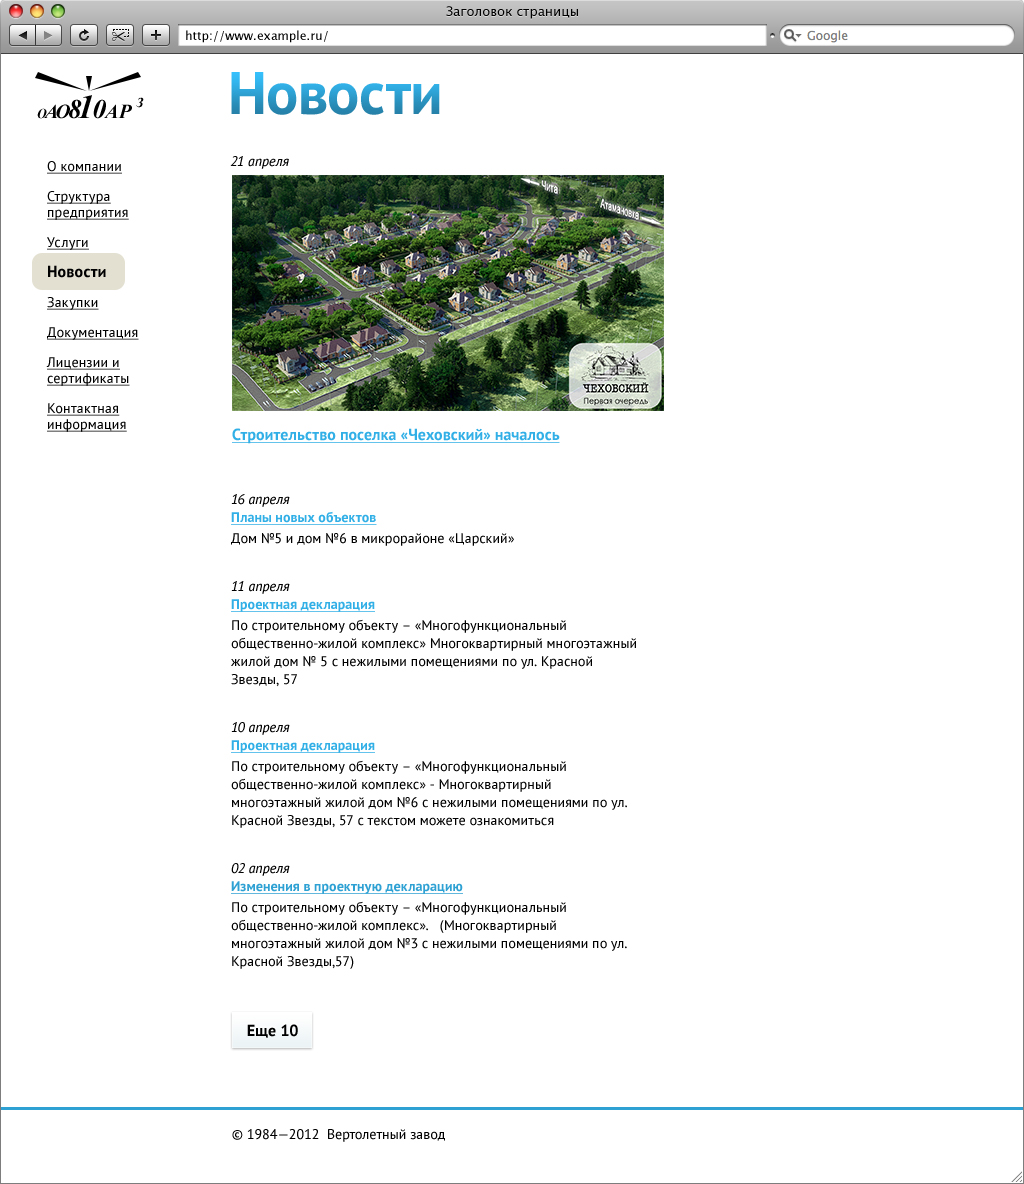 Заголовок страницы
http://www.example.ru/
Google
ОАО810АР 3
Новости
О компании
Структура
предприятия
Услуги
Новости
Закупки
Документация
Лицензии и
сертификаты
Контактная
информация
21 апреля
Чита
Атамановка
ЧЕХОВСКИЙ
Первая очередь
Строительство поселка «Чеховский» началось
16 апреля
Планы новых объектов
Дом №5 и дом №6 в микрорайоне «Царский»
11 апреля
Проектная декларация
По строительному объекту – «Многофункциональный
общественно-жилой комплекс» Многоквартирный многоэтажный
жилой дом № 5 с нежилыми помещениями по ул. Красной
Звезды, 57
10 апреля
Проектная декларация
По строительному объекту – «Многофункциональный
общественно-жилой комплекс» - Многоквартирный
многоэтажный жилой дом №6 с нежилыми помещениями по ул.
Красной Звезды, 57 с текстом можете ознакомиться
02 апреля
Изменения в проектную декларацию
По строительному объекту – «Многофункциональный
общественно-жилой комплекс».   (Многоквартирный
многоэтажный жилой дом №3 с нежилыми помещениями по ул.
Красной Звезды,57)
Еще 10
© 1984—2012  Вертолетный завод